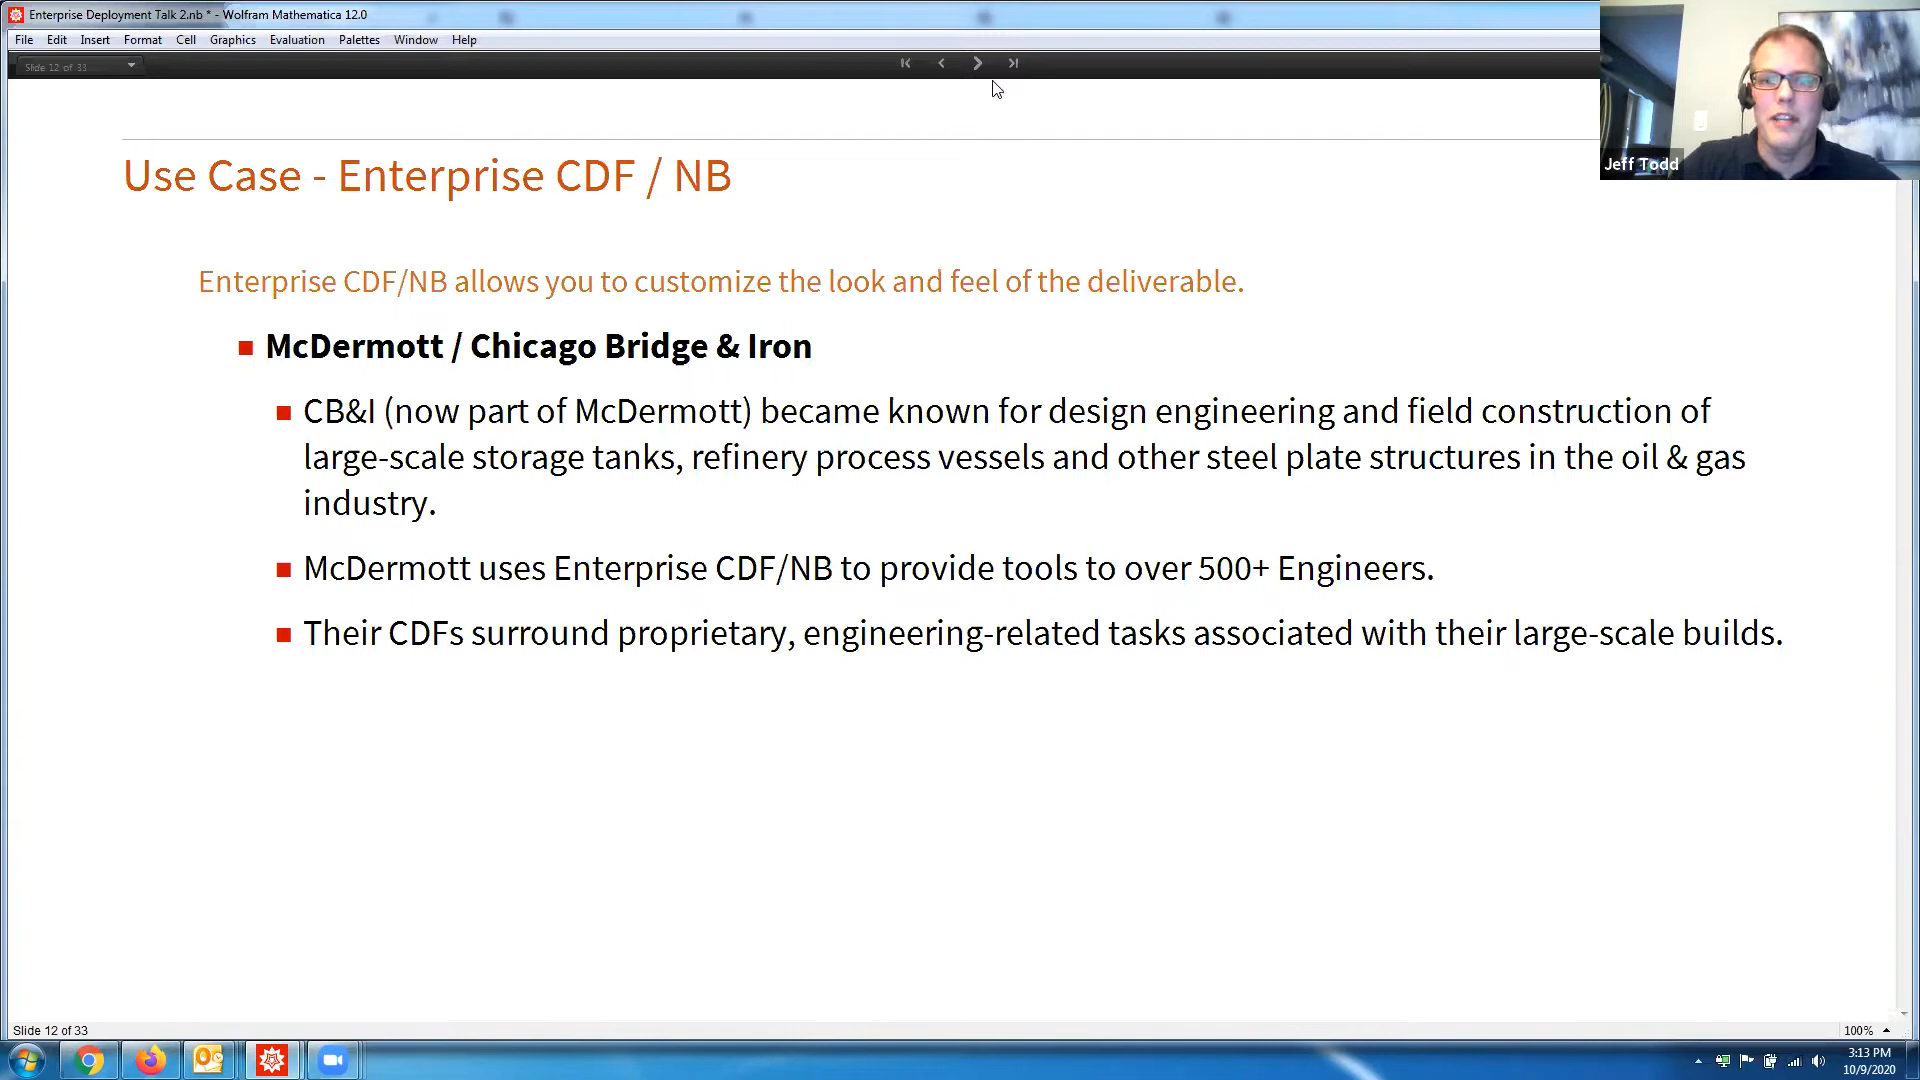 Enterprise Deployment Talk 2.nb * - Wolfram Mathematica 12.0
File Edit Insert Format Cell Graphics Evaluation Palettes Window Help
Slide 12 of 33
Jeff Todd
Use Case - Enterprise CDF / NB
Enterprise CDF/NB allows you to customize the look and feel of the deliverable.
McDermott / Chicago Bridge & Iron
CB&I (now part of McDermott) became known for design engineering and field construction of
large-scale storage tanks, refinery process vessels and other steel plate structures in the oil & gas
industry.
McDermott uses Enterprise CDF/NB to provide tools to over 500+ Engineers.
Their CDFs surround proprietary, engineering-related tasks associated with their large-scale builds.
Slide 12 of 33
100%
3:13 PM
10/9/2020